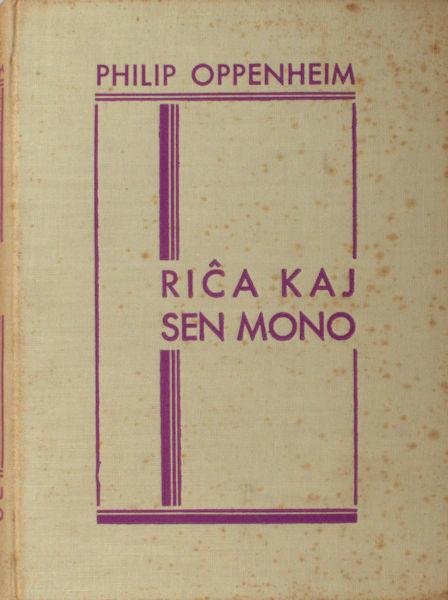 PHILIP OPPENHEIM
RIĈA KAJ
SEN MONO